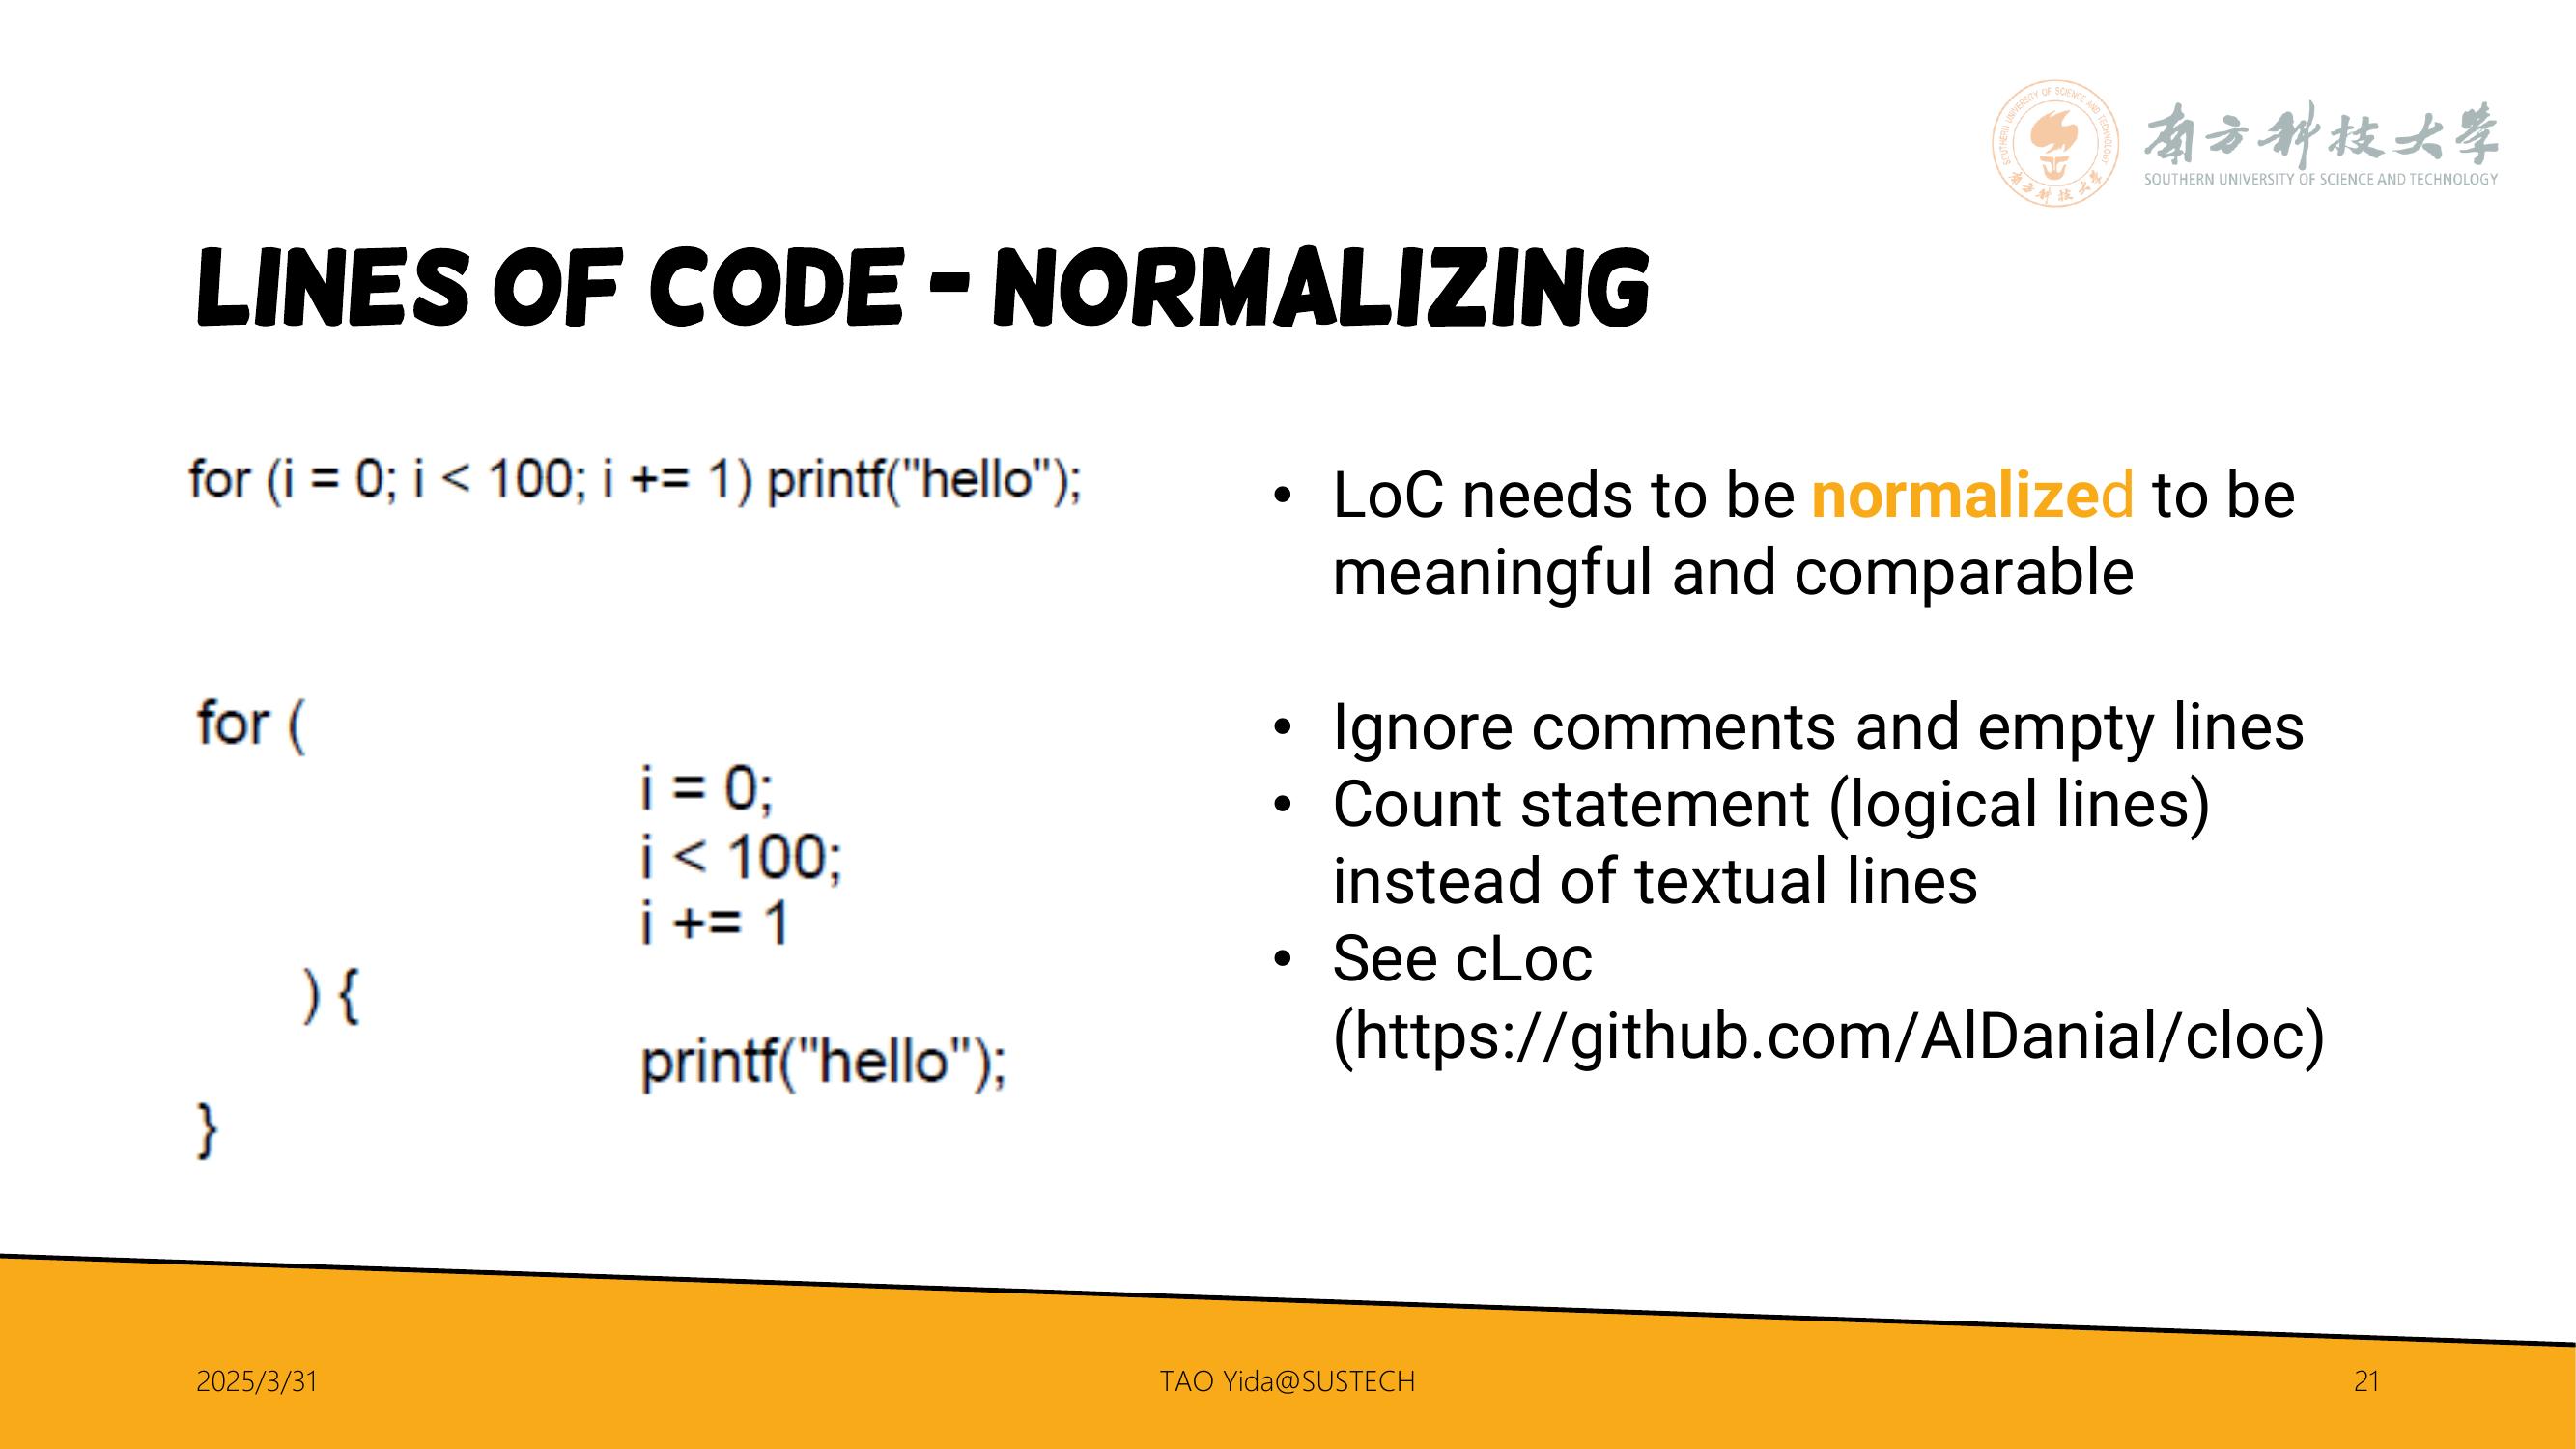 南方科技大学
SOUTHERN UNIVERSITY OF SCIENCE AND TECHNOLOGY
LINES OF CODE - NORMALIZING
for (i = 0; i < 100; i += 1) printf("hello");
for (
i = 0;
i < 100;
i += 1
) {
printf("hello");
}
• LoC needs to be normalized to be
meaningful and comparable
• Ignore comments and empty lines
• Count statement (logical lines)
instead of textual lines
• See cLoc
(https://github.com/AlDanial/cloc)
2025/3/31
TAO Yida@SUSTECH
21